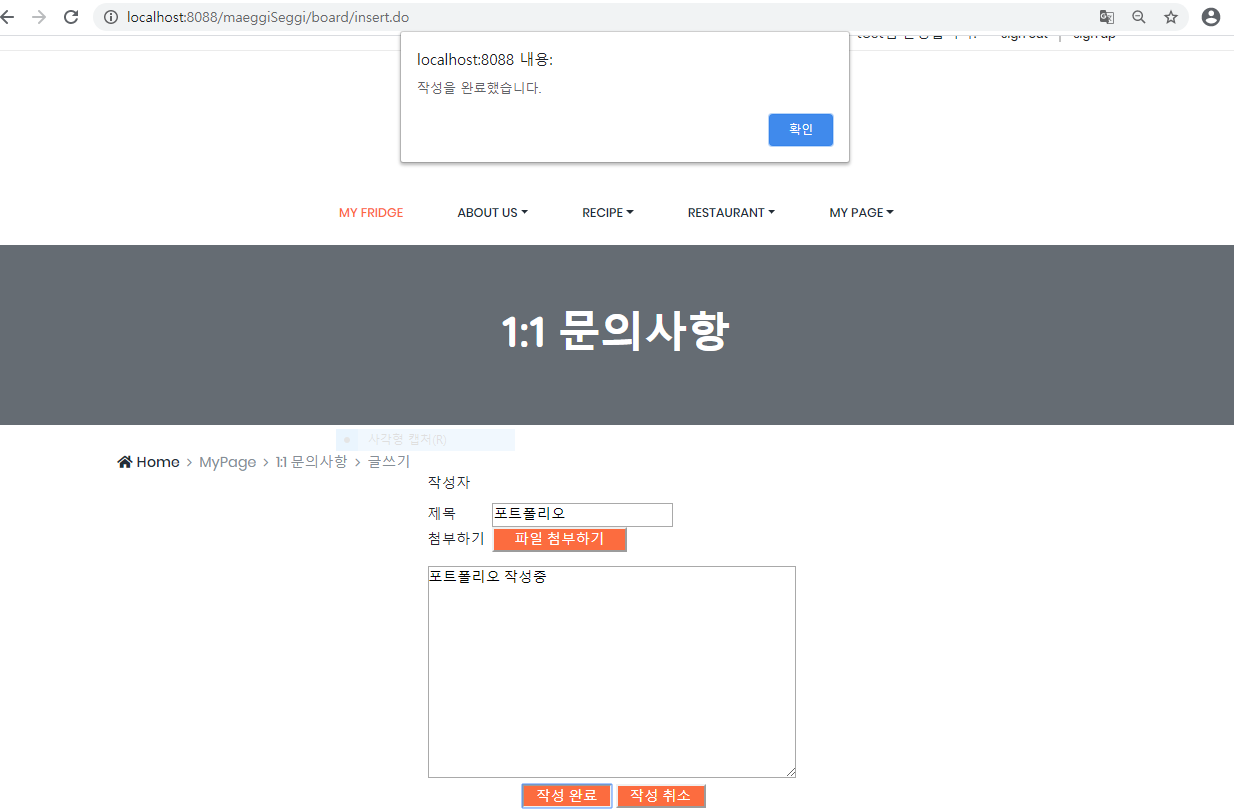 localhost:8088/maeggiSeggi/board/insert.do
sign out | sign up
localhost:8088 내용:
작성을 완료했습니다.
확인
MY FRIDGE ABOUT US RECIPE RESTAURANT MY PAGE
1:1 문의사항
사각형 캡처(R)
Home > MyPage > 1:1 문의사항 > 글쓰기
작성자
제목 포트폴리오
첨부하기 파일 첨부하기
포트폴리오 작성중
작성 완료 작성 취소